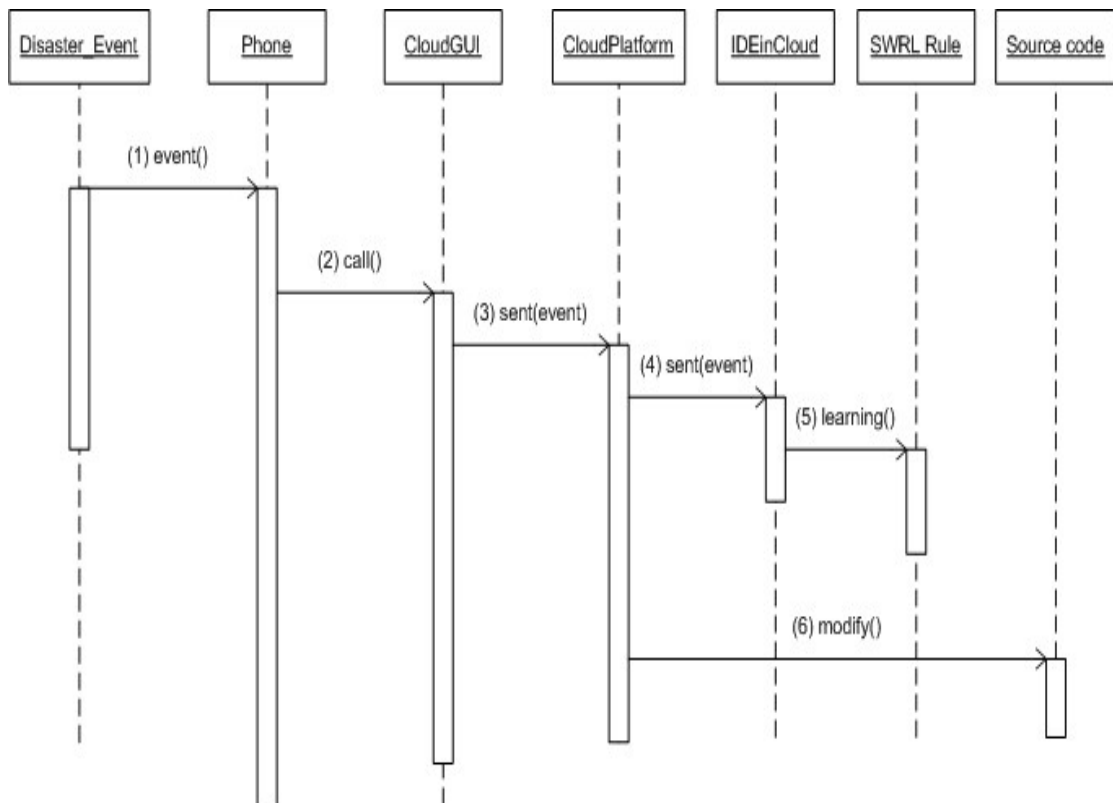 Disaster_Event
Phone
CloudGUI
CloudPlatform
IDEinCloud
SWRL Rule
Source code
(1) event()
(2) call()
(3) sent(event)
(4) sent(event)
(5) learning()
(6) modify()